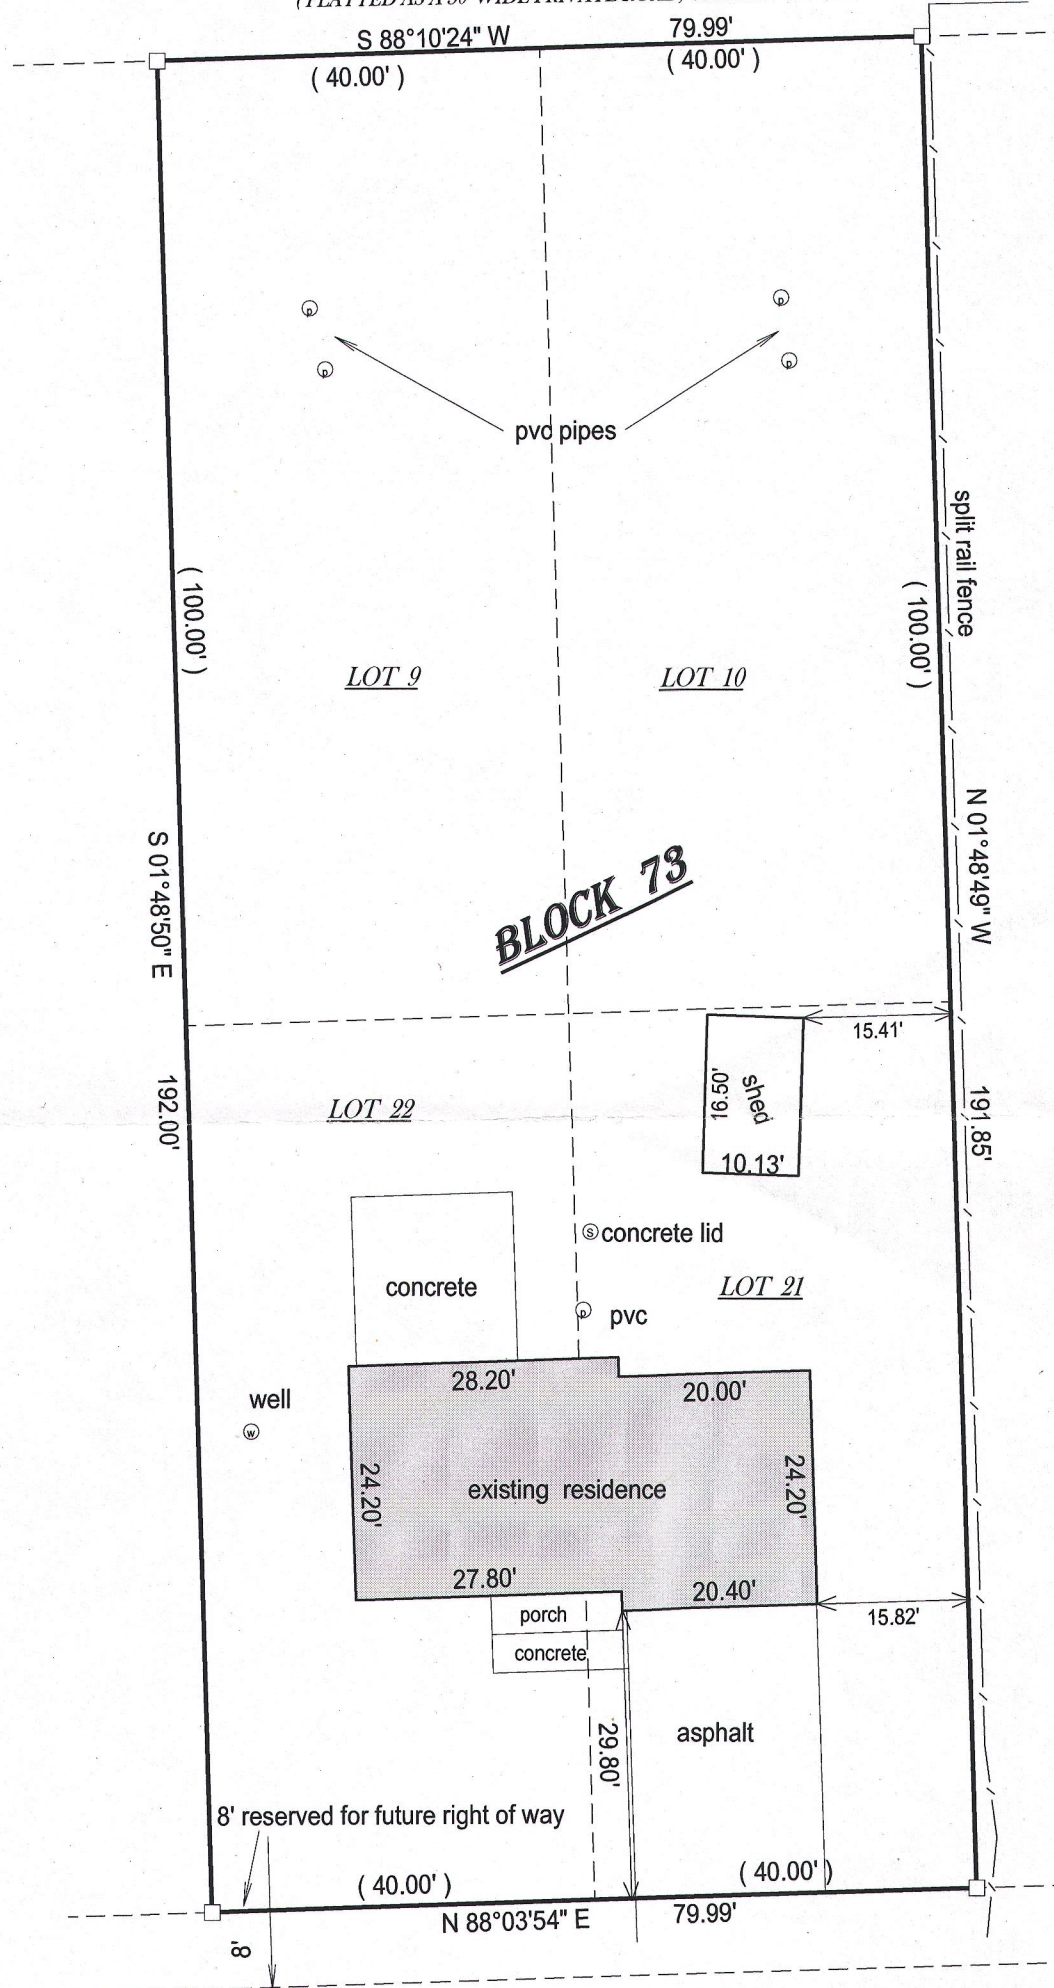 S 88°10'24" W
79.99'
( 40.00' )
( 40.00' )
p
p
p
p
pvc pipes
split rail fence
( 100.00' )
( 100.00' )
LOT 9
LOT 10
N 01°48'49" W
S 01°48'50" E
BLOCK 73
15.41'
16.50'
shed
10.13'
192.00'
191.85'
LOT 22
s
concrete lid
concrete
LOT 21
p
pvc
28.20'
20.00'
well
w
24.20'
existing residence
24.20'
27.80'
20.40'
porch
15.82'
concrete
29.80'
asphalt
8' reserved for future right of way
( 40.00' )
( 40.00' )
N 88°03'54" E
79.99'
8'